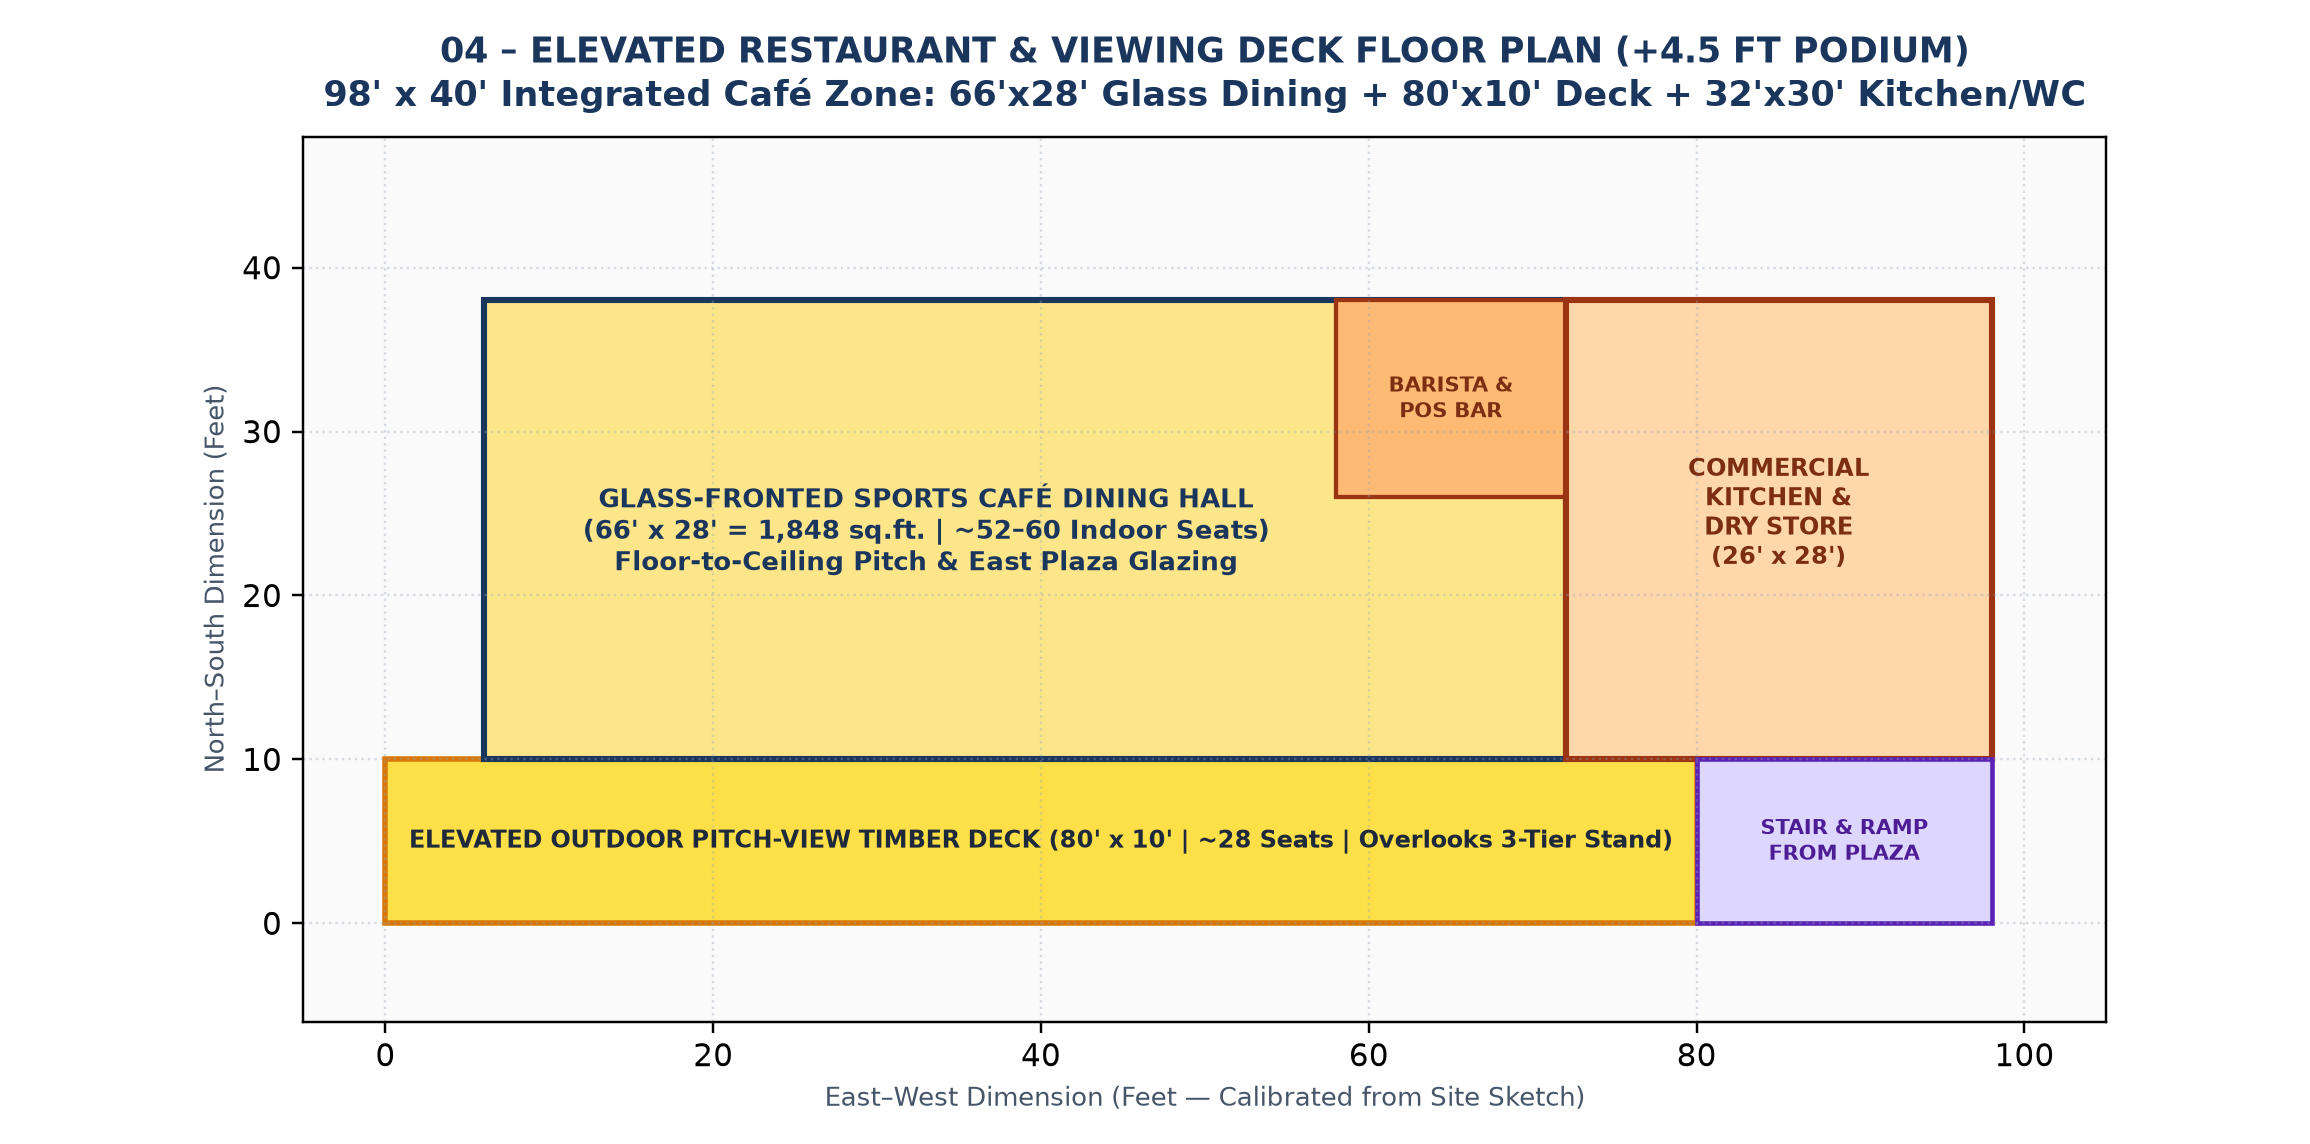 04 – ELEVATED RESTAURANT & VIEWING DECK FLOOR PLAN (+4.5 FT PODIUM)
98' x 40' Integrated Café Zone: 66'x28' Glass Dining + 80'x10' Deck + 32'x30' Kitchen/WC
North–South Dimension (Feet)
40
30
20
10
0
BARISTA &
POS BAR
COMMERCIAL
KITCHEN &
DRY STORE
(26' x 28')
GLASS-FRONTED SPORTS CAFÉ DINING HALL
(66' x 28' = 1,848 sq.ft. | ~52–60 Indoor Seats)
Floor-to-Ceiling Pitch & East Plaza Glazing
ELEVATED OUTDOOR PITCH-VIEW TIMBER DECK (80' x 10' | ~28 Seats | Overlooks 3-Tier Stand)
STAIR & RAMP
FROM PLAZA
0 20 40 60 80 100
East–West Dimension (Feet — Calibrated from Site Sketch)